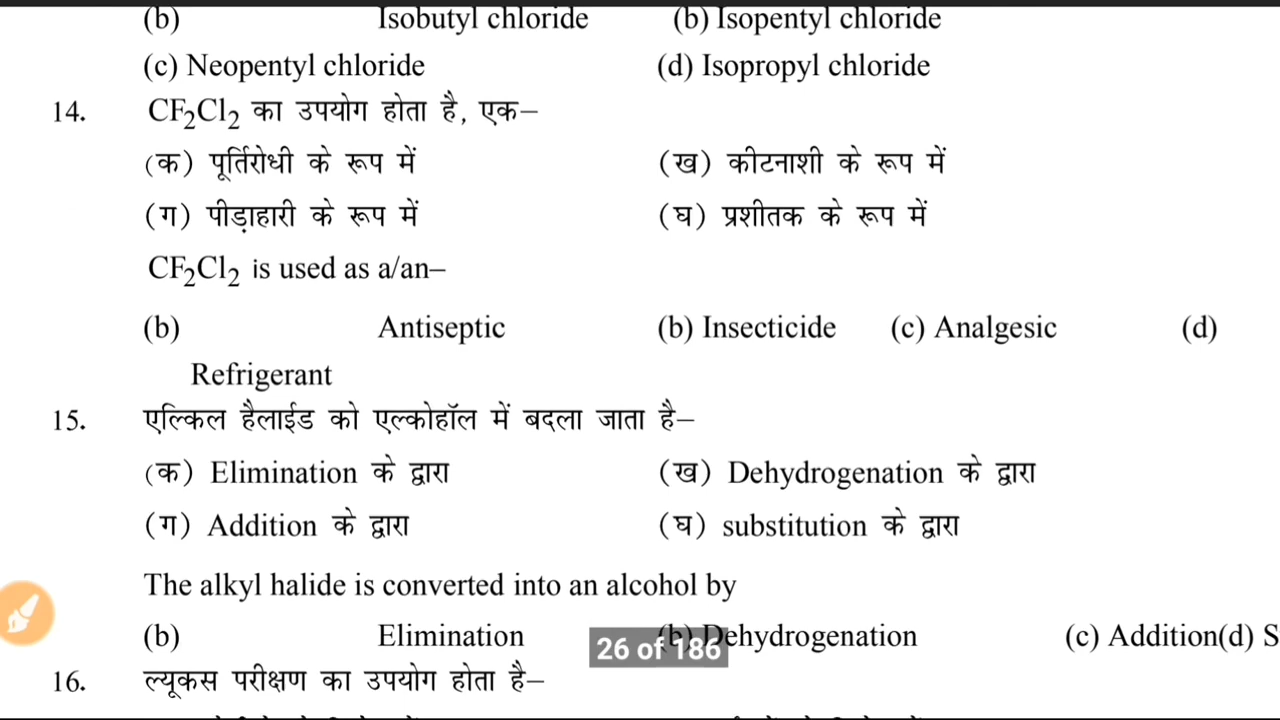 (b) Isobutyl chloride (b) Isopentyl chloride
(c) Neopentyl chloride (d) Isopropyl chloride
14. CF₂Cl₂ का उपयोग होता है, एक–
(क) पूर्तिरोधी के रूप में (ख) कीटनाशी के रूप में
(ग) पीड़ाहारी के रूप में (घ) प्रशीतक के रूप में
CF₂Cl₂ is used as a/an–
(b) Antiseptic (b) Insecticide (c) Analgesic (d)
Refrigerant
15. एल्किल हैलाईड को एल्कोहॉल में बदला जाता है–
(क) Elimination के द्वारा (ख) Dehydrogenation के द्वारा
(ग) Addition के द्वारा (घ) substitution के द्वारा
The alkyl halide is converted into an alcohol by
(b) Elimination (b) Dehydrogenation (c) Addition(d) S
26 of 186
16. ल्यूकस परीक्षण का उपयोग होता है–